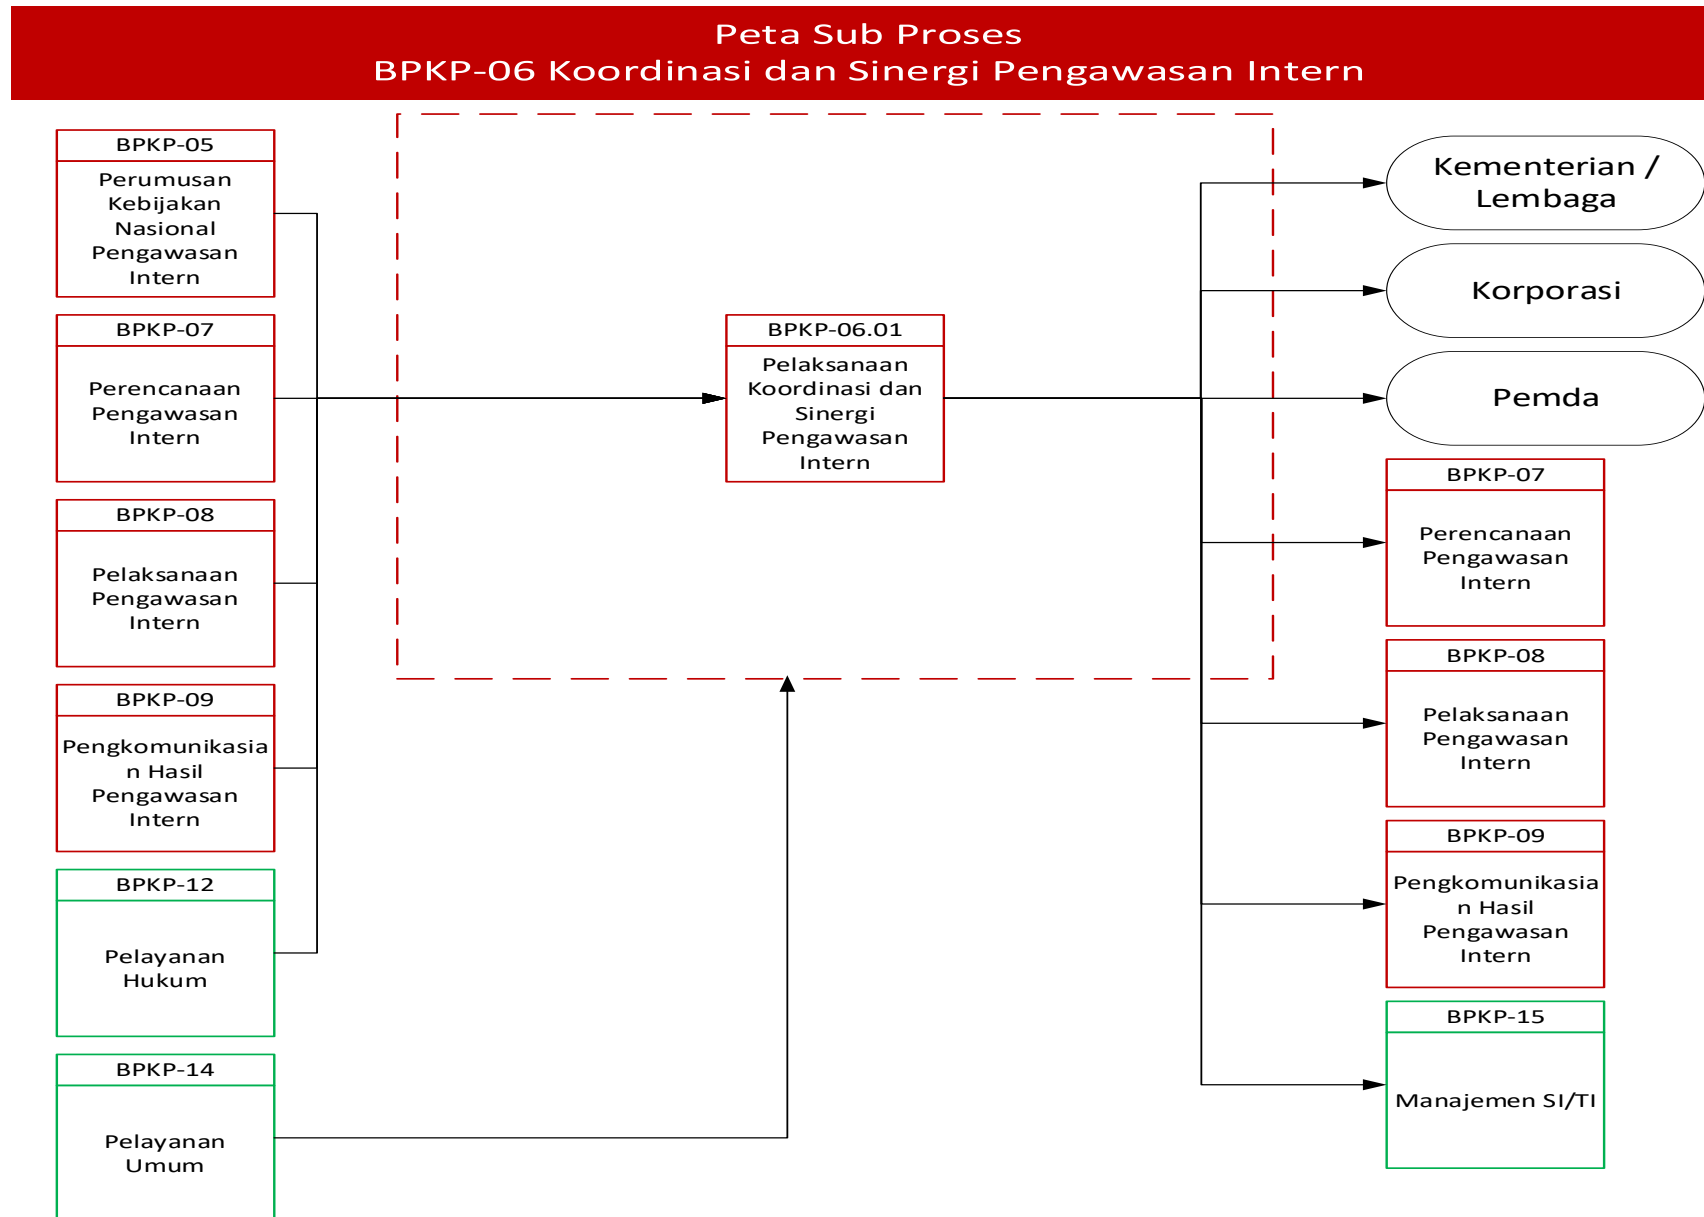 Peta Sub Proses
BPKP-06 Koordinasi dan Sinergi Pengawasan Intern
BPKP-05
Perumusan
Kebijakan
Nasional
Pengawasan
Intern
BPKP-07
Perencanaan
Pengawasan
Intern
BPKP-08
Pelaksanaan
Pengawasan
Intern
BPKP-09
Pengkomunikasia
n Hasil
Pengawasan
Intern
BPKP-12
Pelayanan
Hukum
BPKP-14
Pelayanan
Umum
BPKP-06.01
Pelaksanaan
Koordinasi dan
Sinergi
Pengawasan
Intern
Kementerian /
Lembaga
Korporasi
Pemda
BPKP-07
Perencanaan
Pengawasan
Intern
BPKP-08
Pelaksanaan
Pengawasan
Intern
BPKP-09
Pengkomunikasia
n Hasil
Pengawasan
Intern
BPKP-15
Manajemen SI/TI